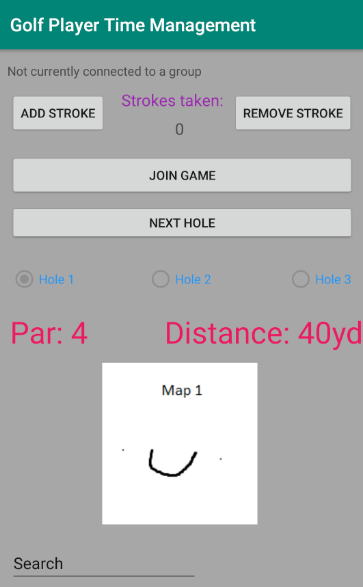 Golf Player Time Management
Not currently connected to a group
ADD STROKE
Strokes taken:
0
REMOVE STROKE
JOIN GAME
NEXT HOLE
Hole 1
Hole 2
Hole 3
Par: 4
Distance: 40yd
Map 1
Search